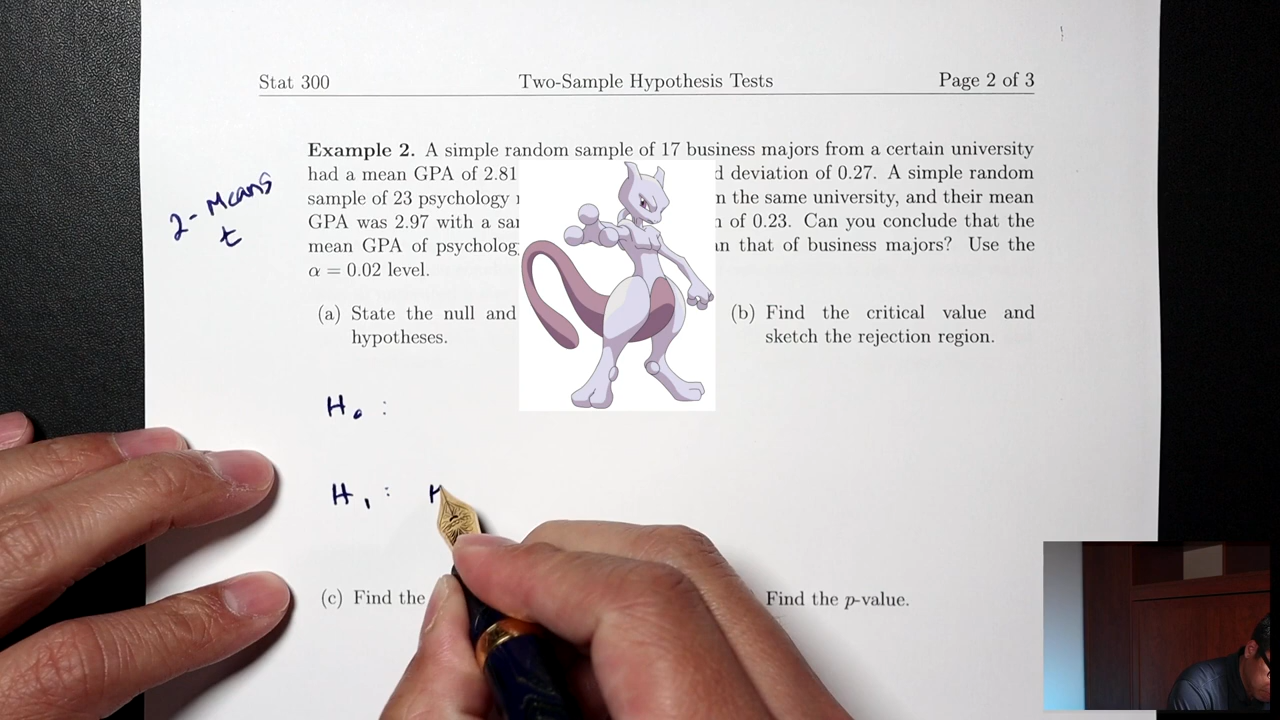 Stat 300 Two-Sample Hypothesis Tests Page 2 of 3
Example 2. A simple random sample of 17 business majors from a certain university
had a mean GPA of 2.81 d deviation of 0.27. A simple random
sample of 23 psychology n the same university, and their mean
GPA was 2.97 with a sa of 0.23. Can you conclude that the
mean GPA of psycholog n that of business majors? Use the
α = 0.02 level.
2-Means
t
(a) State the null and (b) Find the critical value and
hypotheses. sketch the rejection region.
H₀ :
H₁ :
(c) Find the Find the p-value.